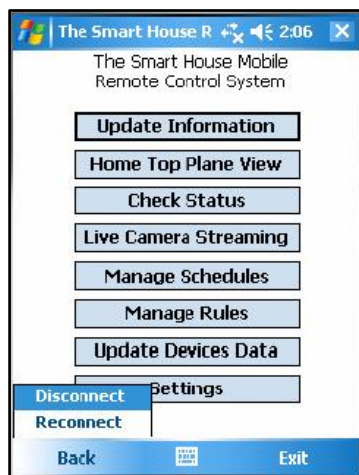 The Smart House R 2:06
The Smart House Mobile
Remote Control System
Update Information
Home Top Plane View
Check Status
Live Camera Streaming
Manage Schedules
Manage Rules
Update Devices Data
Settings
Disconnect
Reconnect
Back Exit